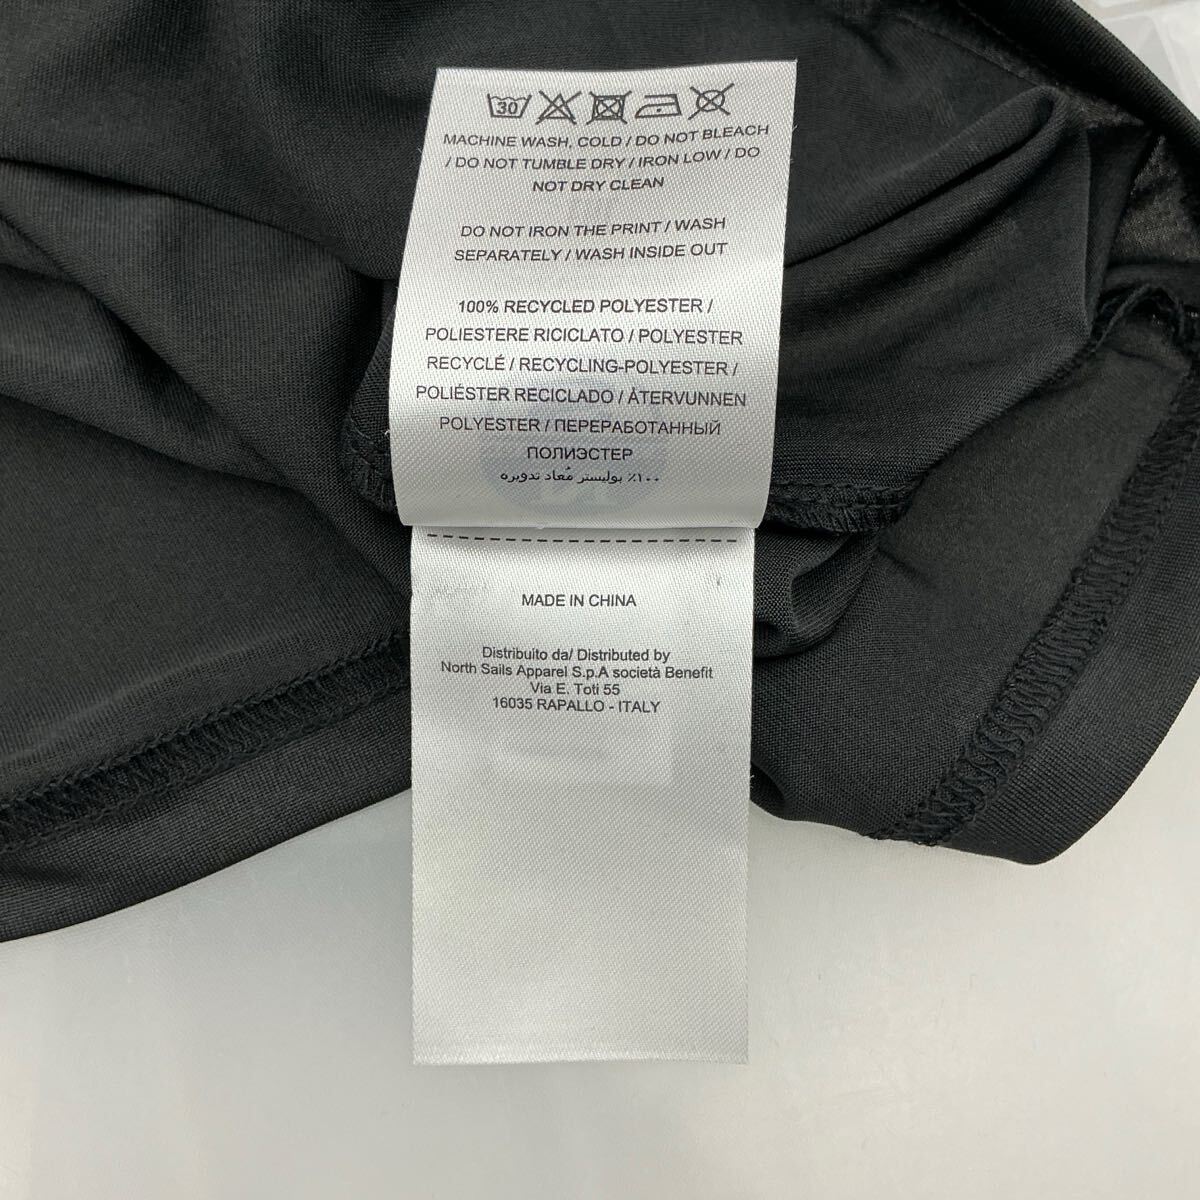 30
MACHINE WASH, COLD / DO NOT BLEACH
/ DO NOT TUMBLE DRY / IRON LOW / DO
NOT DRY CLEAN
DO NOT IRON THE PRINT / WASH
SEPARATELY / WASH INSIDE OUT
100% RECYCLED POLYESTER /
POLIESTERE RICICLATO / POLYESTER
RECYCLÉ / RECYCLING-POLYESTER /
POLIÉSTER RECICLADO / ÅTERVUNNEN
POLYESTER / ПЕРЕРАБОТАННЫЙ
ПОЛИЭСТЕР
١٠٠٪ بوليستر مُعاد تدويره
MADE IN CHINA
Distribuito da/ Distributed by
North Sails Apparel S.p.A società Benefit
Via E. Toti 55
16035 RAPALLO - ITALY